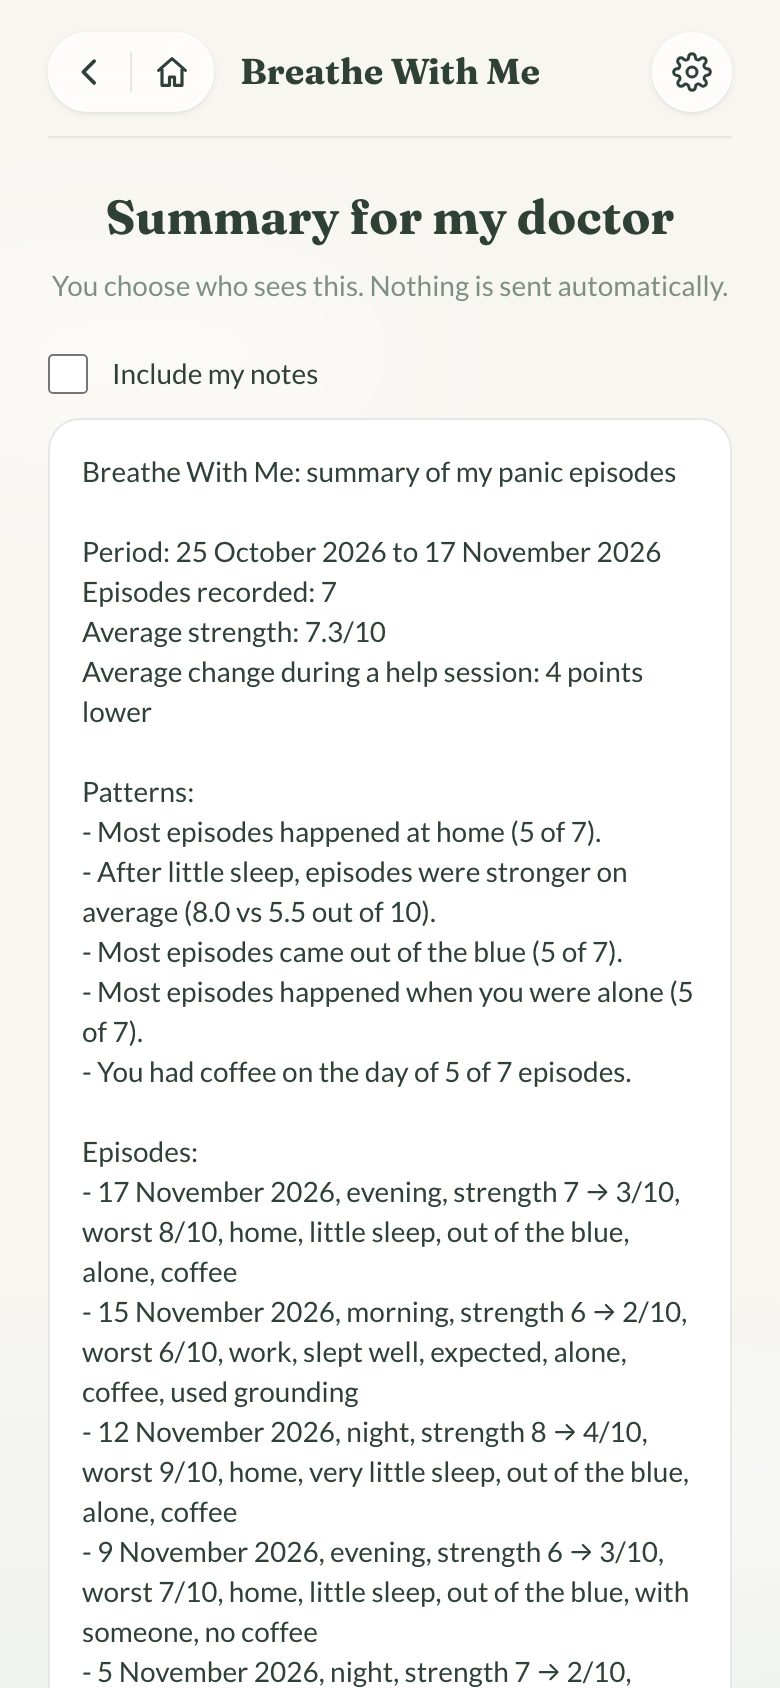 Breathe With Me
Summary for my doctor
You choose who sees this. Nothing is sent automatically.
Include my notes
Breathe With Me: summary of my panic episodes
Period: 25 October 2026 to 17 November 2026
Episodes recorded: 7
Average strength: 7.3/10
Average change during a help session: 4 points
lower
Patterns:
- Most episodes happened at home (5 of 7).
- After little sleep, episodes were stronger on
average (8.0 vs 5.5 out of 10).
- Most episodes came out of the blue (5 of 7).
- Most episodes happened when you were alone (5
of 7).
- You had coffee on the day of 5 of 7 episodes.
Episodes:
- 17 November 2026, evening, strength 7 → 3/10,
worst 8/10, home, little sleep, out of the blue,
alone, coffee
- 15 November 2026, morning, strength 6 → 2/10,
worst 6/10, work, slept well, expected, alone,
coffee, used grounding
- 12 November 2026, night, strength 8 → 4/10,
worst 9/10, home, very little sleep, out of the blue,
alone, coffee
- 9 November 2026, evening, strength 6 → 3/10,
worst 7/10, home, little sleep, out of the blue, with
someone, no coffee
- 5 November 2026, night, strength 7 → 2/10,